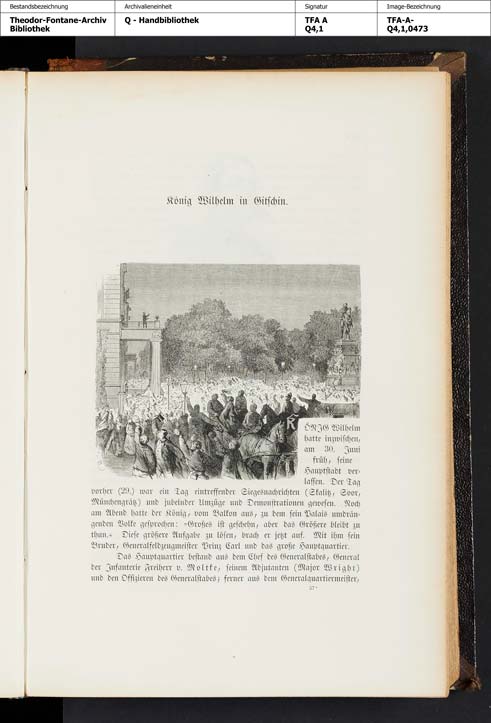 Bestandsbezeichnung
Archivalieneinheit
Signatur
Image-Bezeichnung
Theodor-Fontane-Archiv
Bibliothek
Q - Handbibliothek
TFA A
Q4,1
TFA-A-
Q4,1,0473
König Wilhelm in Gitschin.
KÖNIG Wilhelm
hatte inzwischen,
am 30. Juni
früh, seine
Hauptstadt ver-
lassen. Der Tag
vorher (29.) war ein Tag eintreffender Siegesnachrichten (Skalitz, Soor,
Münchengrätz) und jubelnder Umzüge und Demonstrationen gewesen. Noch
am Abend hatte der König, vom Balkon aus, zu dem sein Palais umdrän-
genden Volke gesprochen: »Großes ist geschehn, aber das Größere bleibt zu
thun.« Diese größere Aufgabe zu lösen, brach er jetzt auf. Mit ihm sein
Bruder, Generalfeldzeugmeister Prinz Carl und das große Hauptquartier.
Das Hauptquartier bestand aus dem Chef des Generalstabes, General
der Infanterie Freiherr v. Moltke, seinem Adjutanten (Major Wright)
und den Offizieren des Generalstabes; ferner aus dem Generalquartiermeister,